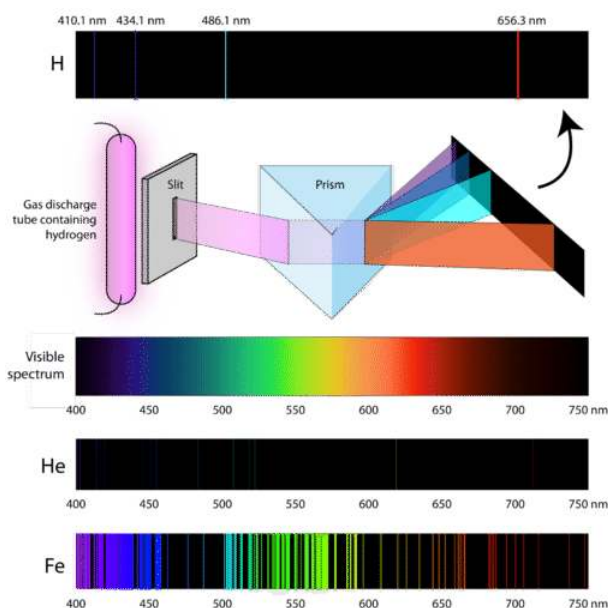 410.1 nm 434.1 nm 486.1 nm 656.3 nm
H
Slit
Prism
Gas discharge
tube containing
hydrogen
Visible
spectrum
400 450 500 550 600 650 700 750 nm
He
400 450 500 550 600 650 700 750 nm
Fe
400 450 500 550 600 650 700 750 nm